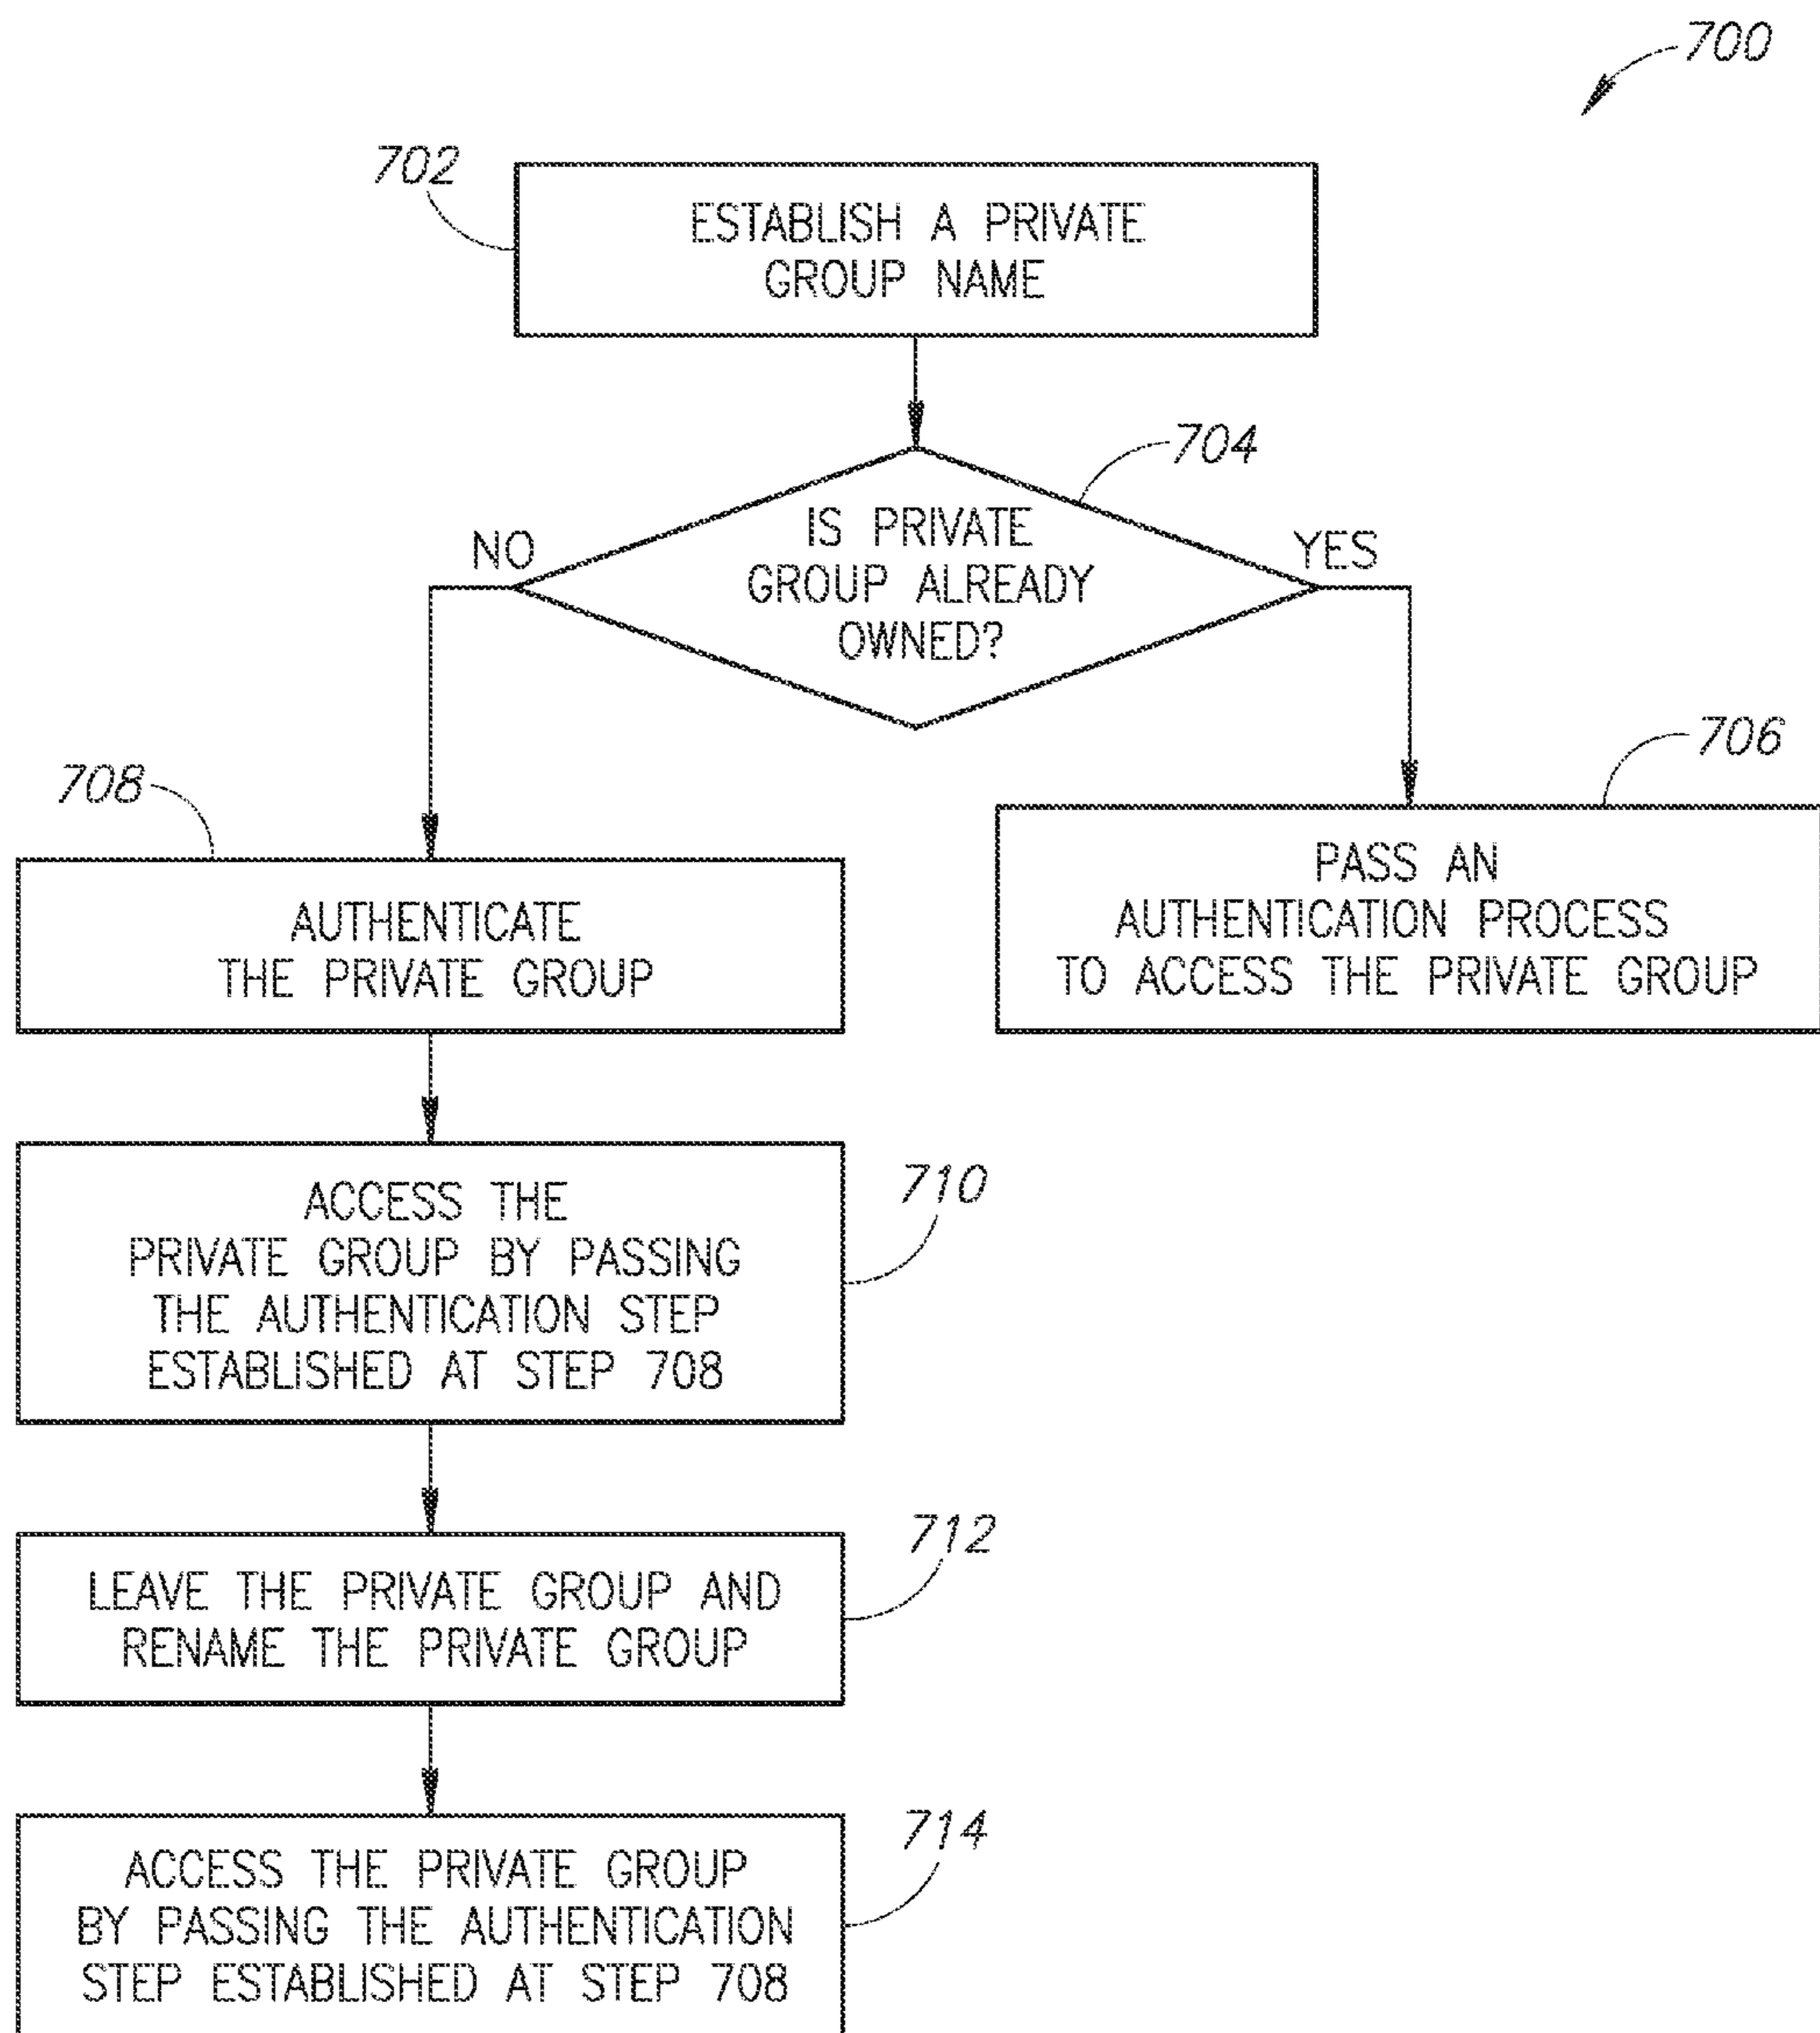 700
702
ESTABLISH A PRIVATE
GROUP NAME
704
IS PRIVATE
GROUP ALREADY
OWNED?
NO
YES
706
PASS AN
AUTHENTICATION PROCESS
TO ACCESS THE PRIVATE GROUP
708
AUTHENTICATE
THE PRIVATE GROUP
710
ACCESS THE
PRIVATE GROUP BY PASSING
THE AUTHENTICATION STEP
ESTABLISHED AT STEP 708
712
LEAVE THE PRIVATE GROUP AND
RENAME THE PRIVATE GROUP
714
ACCESS THE PRIVATE GROUP
BY PASSING THE AUTHENTICATION
STEP ESTABLISHED AT STEP 708